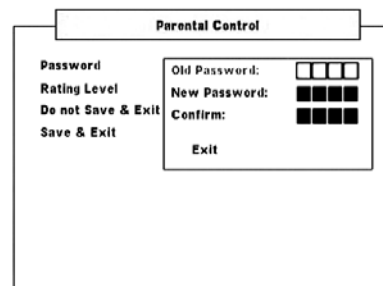 Parental Control
Password
Rating Level
Do not Save & Exit
Save & Exit
Old Password:
New Password:
Confirm:
Exit